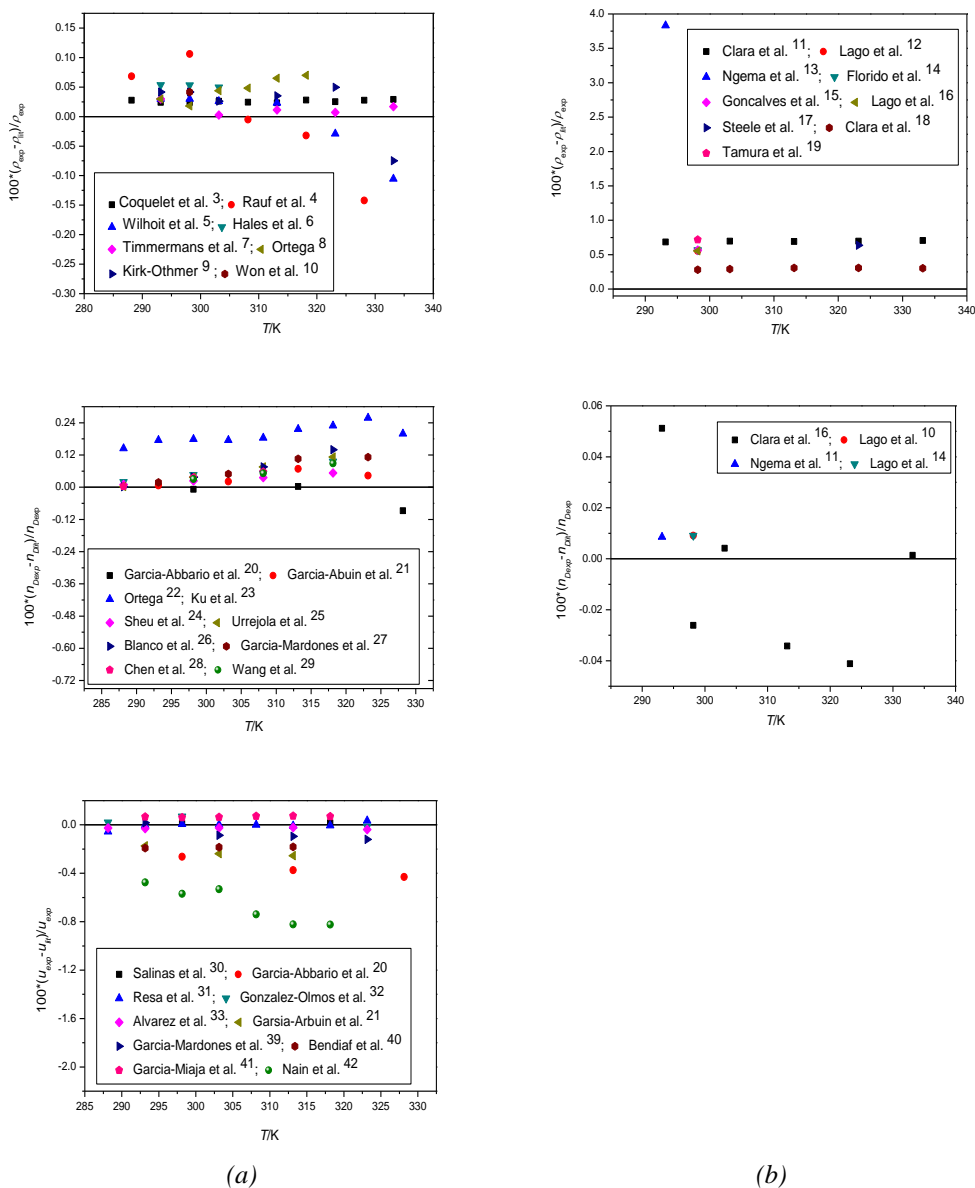 100*(ρexp-ρlit)/ρexp
0.15
0.10
0.05
0.00
-0.05
-0.10
-0.15
-0.20
-0.25
-0.30
Coquelet et al. 3; Rauf et al. 4
Wilhoit et al. 5; Hales et al. 6
Timmermans et al. 7; Ortega 8
Kirk-Othmer 9; Won et al. 10
280 290 300 310 320 330 340
T/K
100*(ρexp-ρlit)/ρexp
4.0
3.5
3.0
2.5
2.0
1.5
1.0
0.5
0.0
Clara et al. 11; Lago et al. 12
Ngema et al. 13; Florido et al. 14
Goncalves et al. 15; Lago et al. 16
Steele et al. 17; Clara et al. 18
Tamura et al. 19
290 300 310 320 330 340
T/K
100*(nDexp-nDlit)/nDexp
0.24
0.12
0.00
-0.12
-0.24
-0.36
-0.48
-0.60
-0.72
Garcia-Abbario et al. 20; Garcia-Abuin et al. 21
Ortega 22; Ku et al. 23
Sheu et al. 24; Urrejola et al. 25
Blanco et al. 26; Garcia-Mardones et al. 27
Chen et al. 28; Wang et al. 29
285 290 295 300 305 310 315 320 325 330
T/K
100*(nDexp-nDlit)/nDexp
0.06
0.04
0.02
0.00
-0.02
-0.04
Clara et al. 16; Lago et al. 10
Ngema et al. 11; Lago et al. 14
290 300 310 320 330 340
T/K
100*(uexp-ulit)/uexp
0.0
-0.4
-0.8
-1.2
-1.6
-2.0
Salinas et al. 30; Garcia-Abbario et al. 20
Resa et al. 31; Gonzalez-Olmos et al. 32
Alvarez et al. 33; Garsia-Arbuin et al. 21
Garcia-Mardones et al. 39; Bendiaf et al. 40
Garcia-Miaja et al. 41; Nain et al. 42
285 290 295 300 305 310 315 320 325 330
T/K
(a) (b)